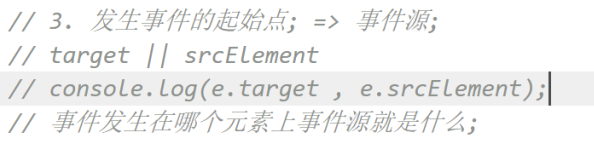 // 3. 发生事件的起始点; => 事件源;
// target || srcElement
// console.log(e.target , e.srcElement);
// 事件发生在哪个元素上事件源就是什么;